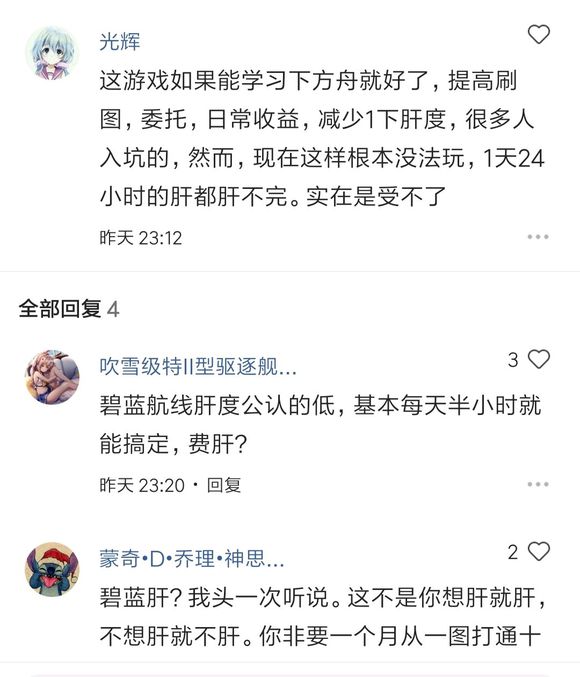 光辉
这游戏如果能学习下方舟就好了，提高刷
图，委托，日常收益，减少1下肝度，很多人
入坑的，然而，现在这样根本没法玩，1天24
小时的肝都肝不完。实在是受不了
昨天 23:12
全部回复 4
吹雪级特II型驱逐舰...
3
碧蓝航线肝度公认的低，基本每天半小时就
能搞定，费肝？
昨天 23:20 · 回复
蒙奇•D•乔理•神思...
2
碧蓝肝？我头一次听说。这不是你想肝就肝，
不想肝就不肝。你非要一个月从一图打通十